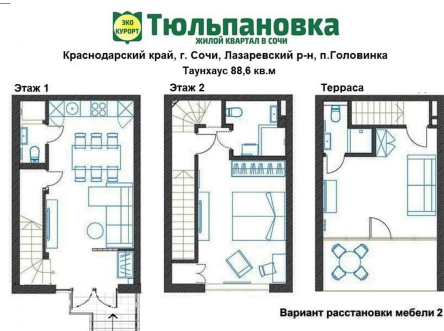 ЭКО
КУРОРТ
Тюльпановка
ЖИЛОЙ КВАРТАЛ В СОЧИ
Краснодарский край, г. Сочи, Лазаревский р-н, п.Головинка
Таунхаус 88,6 кв.м
Этаж 1
Этаж 2
Терраса
Вариант расстановки мебели 2